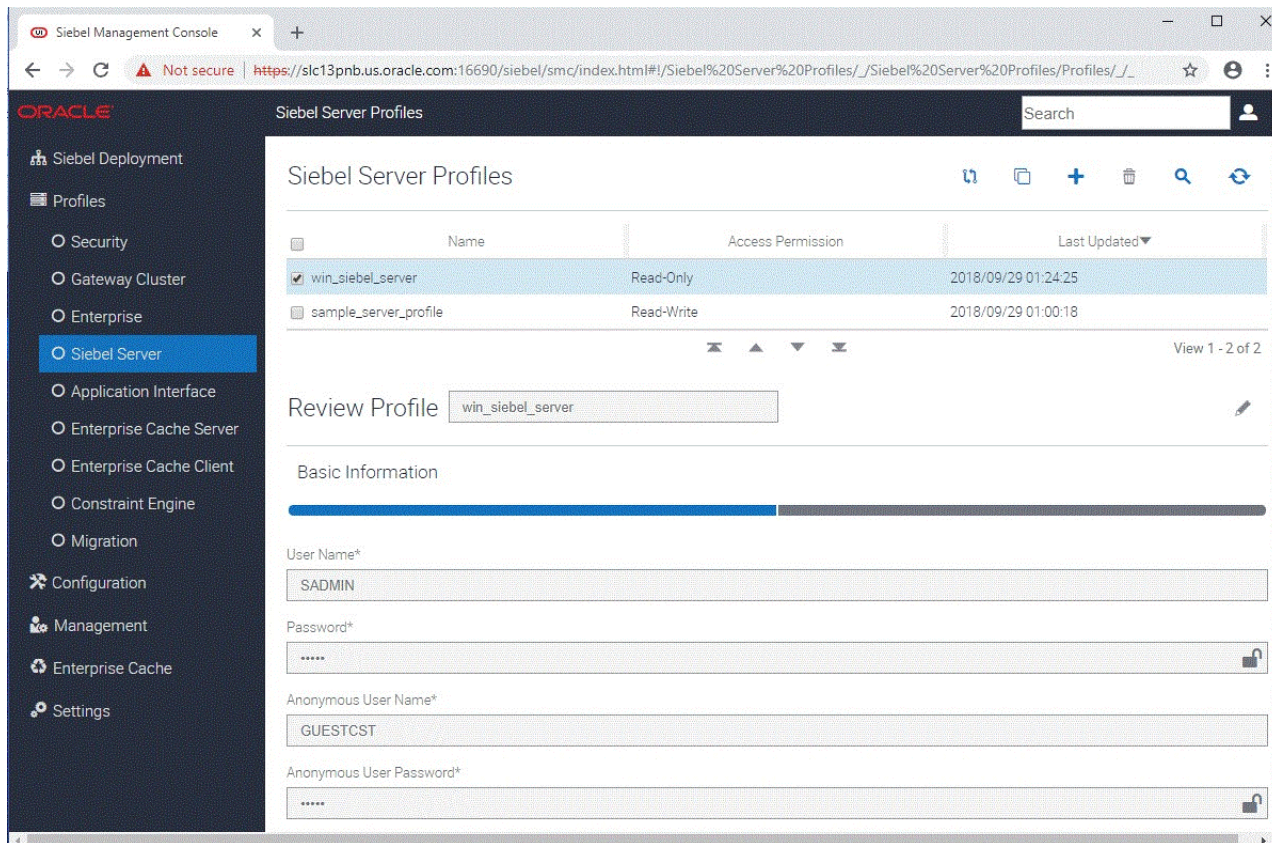 Siebel Management Console
Not secure | https://slc13pnb.us.oracle.com:16690/siebel/smc/index.html#!/Siebel%20Server%20Profiles/_/Siebel%20Server%20Profiles/Profiles/_/_
ORACLE
Siebel Server Profiles
Search
Siebel Deployment
Profiles
Security
Gateway Cluster
Enterprise
Siebel Server
Application Interface
Enterprise Cache Server
Enterprise Cache Client
Constraint Engine
Migration
Configuration
Management
Enterprise Cache
Settings
Siebel Server Profiles
Name Access Permission Last Updated
win_siebel_server Read-Only 2018/09/29 01:24:25
sample_server_profile Read-Write 2018/09/29 01:00:18
View 1 - 2 of 2
Review Profile win_siebel_server
Basic Information
User Name*
SADMIN
Password*
•••••
Anonymous User Name*
GUESTCST
Anonymous User Password*
•••••